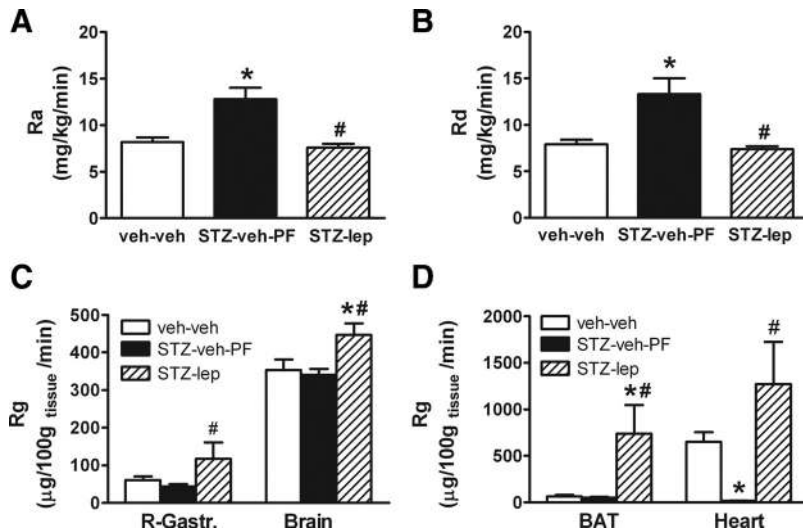 A
20
15
10
5
0
Ra
(mg/kg/min)
*
#
veh-veh STZ-veh-PF STZ-lep
B
20
15
10
5
0
Rd
(mg/kg/min)
*
#
veh-veh STZ-veh-PF STZ-lep
C
500
400
300
200
100
0
Rg
(µg/100g tissue /min)
veh-veh
STZ-veh-PF
STZ-lep
#
*#
R-Gastr. Brain
D
2000
1500
1000
500
0
Rg
(µg/100g tissue /min)
veh-veh
STZ-veh-PF
STZ-lep
*#
*
#
BAT Heart